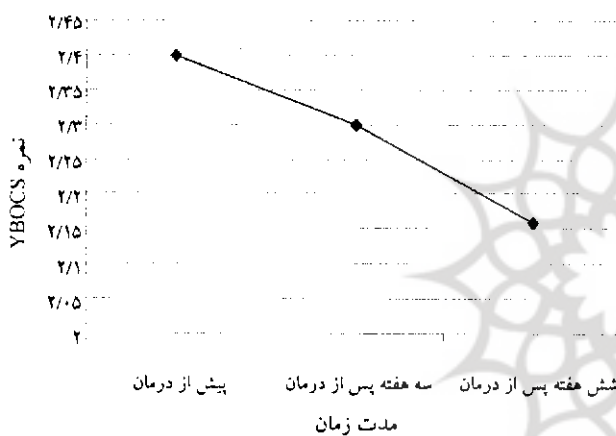 ۲/۴۵
۲/۴
۲/۳۵
۲/۳
۲/۲۵
۲/۲
۲/۱۵
۲/۱
۲/۰۵
۲
نمره YBOCS
پیش از درمان
سه هفته پس از درمان
شش هفته پس از درمان
مدت زمان